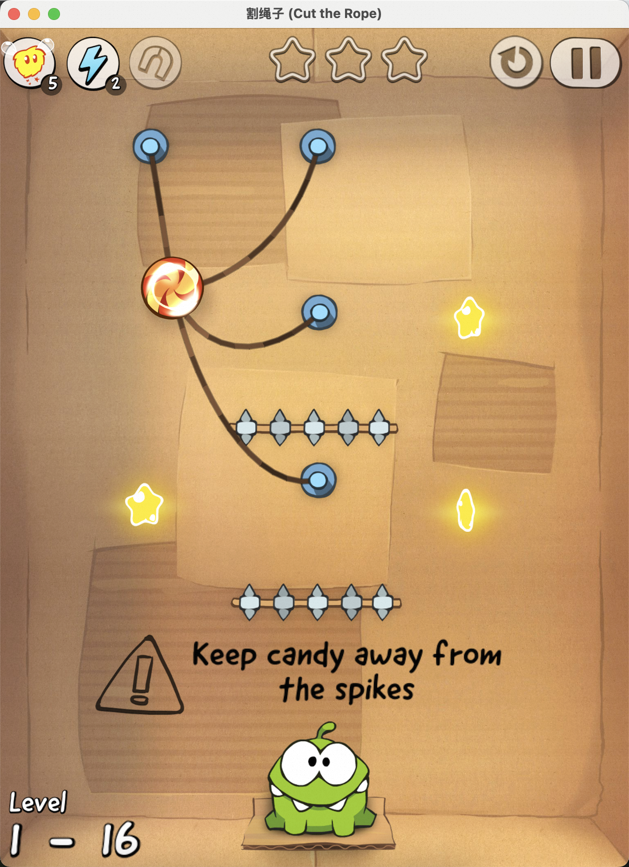 割绳子 (Cut the Rope)
5
2
Keep candy away from
the spikes
Level
1 - 16